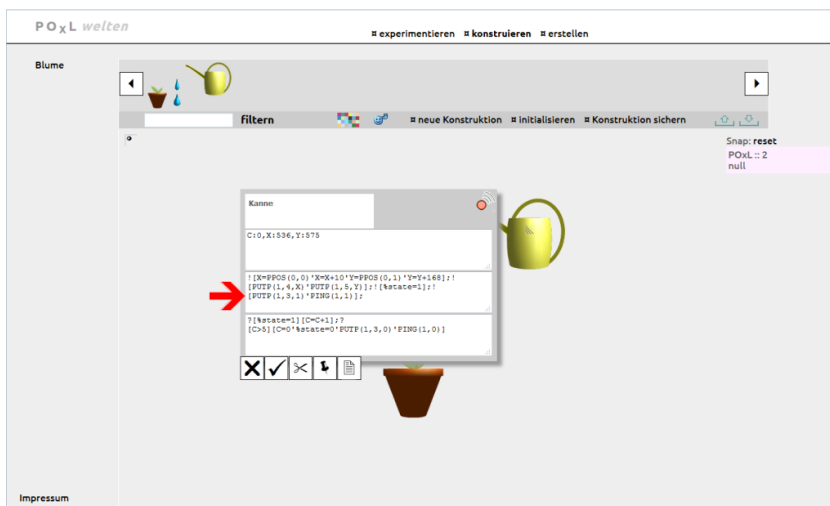 POXL welten
¤ experimentieren ¤ konstruieren ¤ erstellen
Blume
filtern ¤ neue Konstruktion ¤ initialisieren ¤ Konstruktion sichern
Snap: reset
POxL :: 2
null
Kanne
C:0,X:536,Y:575
![X=PPOS(0,0)'X=X+10'Y=PPOS(0,1)'Y=Y+168];!
[PUTP(1,4,X)'PUTP(1,5,Y)];![%state=1];!
[PUTP(1,3,1)'PING(1,1)];
?[%state=1][C=C+1];?
[C>5][C=0'%state=0'PUTP(1,3,0)'PING(1,0)]
Impressum